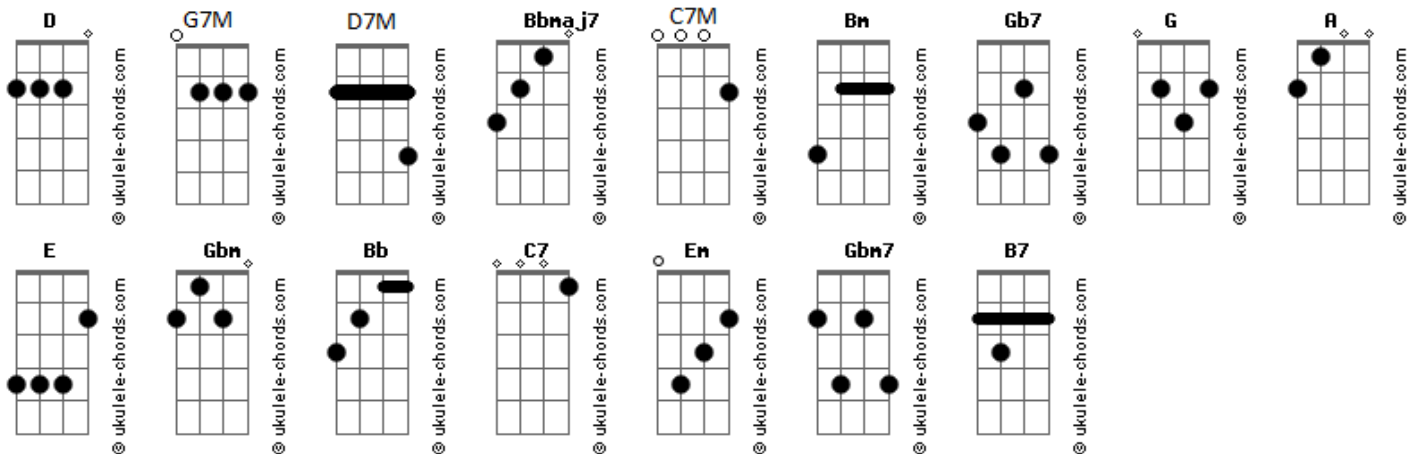 D G7M D7M Bbmaj7 C7M Bm Gb7 G A
© ukulele-chords.com © ukulele-chords.com © ukulele-chords.com © ukulele-chords.com © ukulele-chords.com © ukulele-chords.com © ukulele-chords.com © ukulele-chords.com © ukulele-chords.com
E Gbm Bb C7 Em Gbm7 B7
© ukulele-chords.com © ukulele-chords.com © ukulele-chords.com © ukulele-chords.com © ukulele-chords.com © ukulele-chords.com © ukulele-chords.com